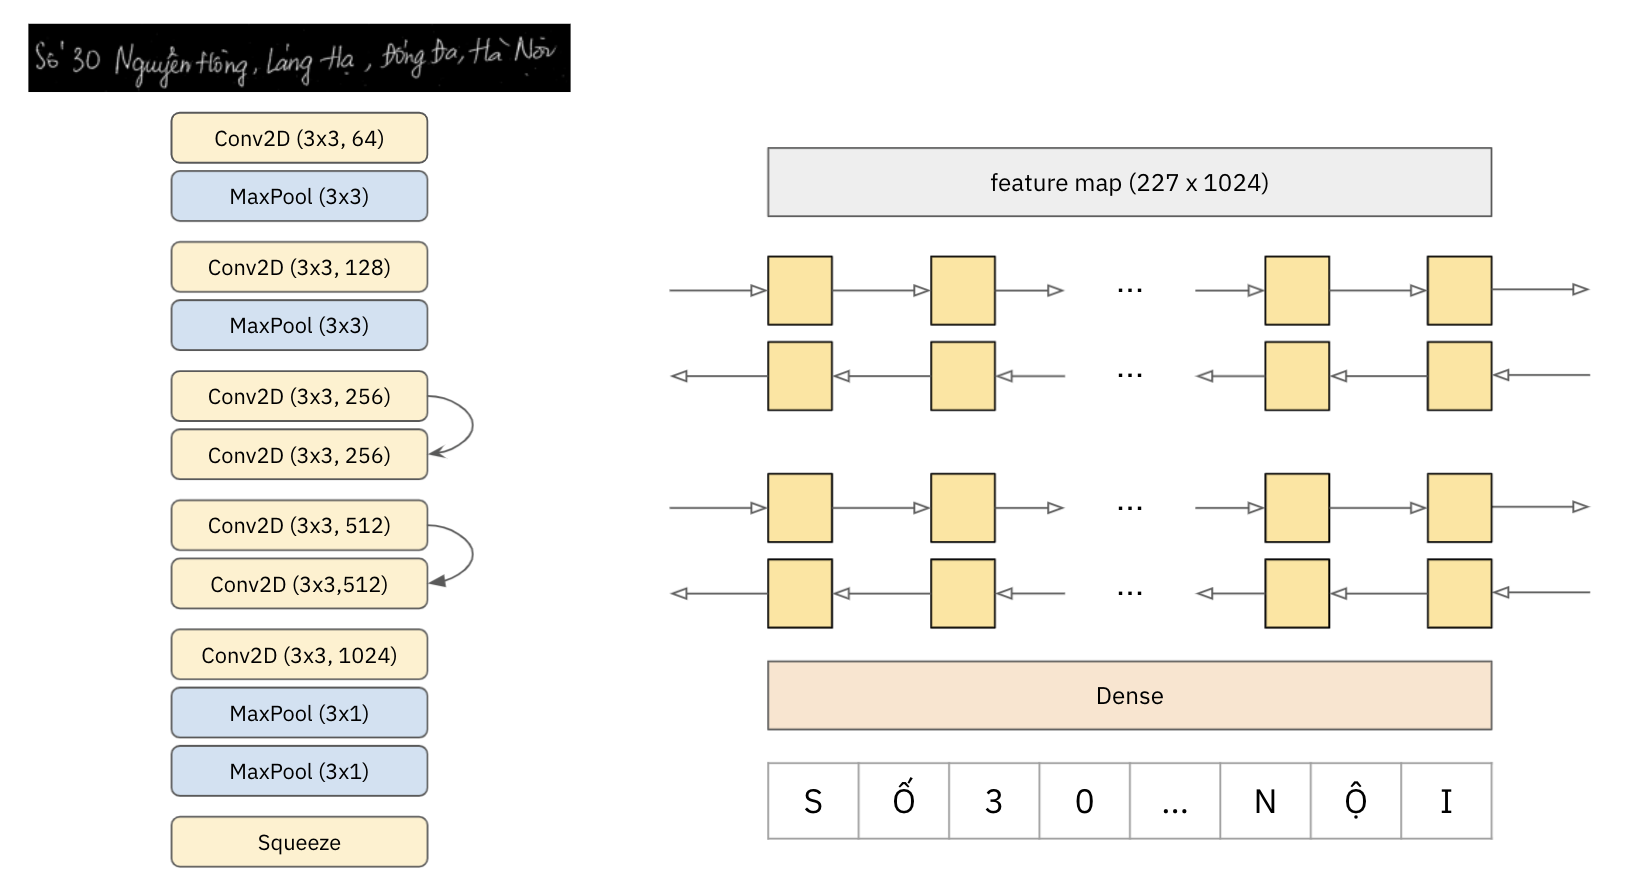 Số 30 Nguyên Hồng, Láng Hạ, Đống Đa, Hà Nội
Conv2D (3x3, 64)
MaxPool (3x3)
Conv2D (3x3, 128)
MaxPool (3x3)
Conv2D (3x3, 256)
Conv2D (3x3, 256)
Conv2D (3x3, 512)
Conv2D (3x3,512)
Conv2D (3x3, 1024)
MaxPool (3x1)
MaxPool (3x1)
Squeeze
feature map (227 x 1024)
...
...
...
...
Dense
S Ố 3 0 ... N Ộ I